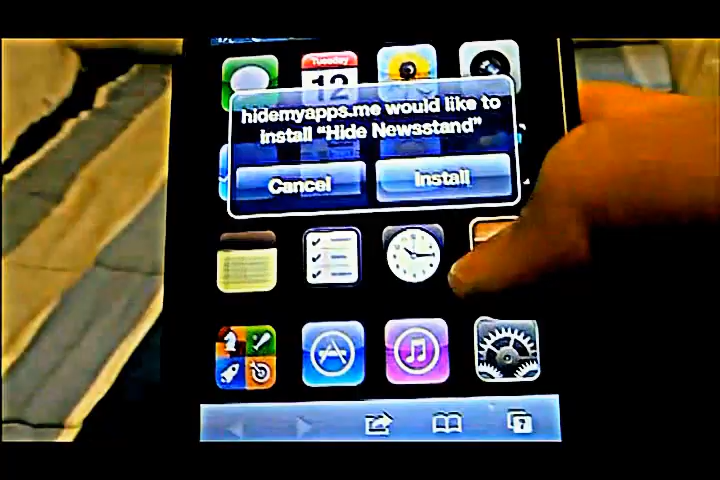 Tuesday
12
hidemyapps.me would like to
install “Hide Newsstand”
Cancel
Install